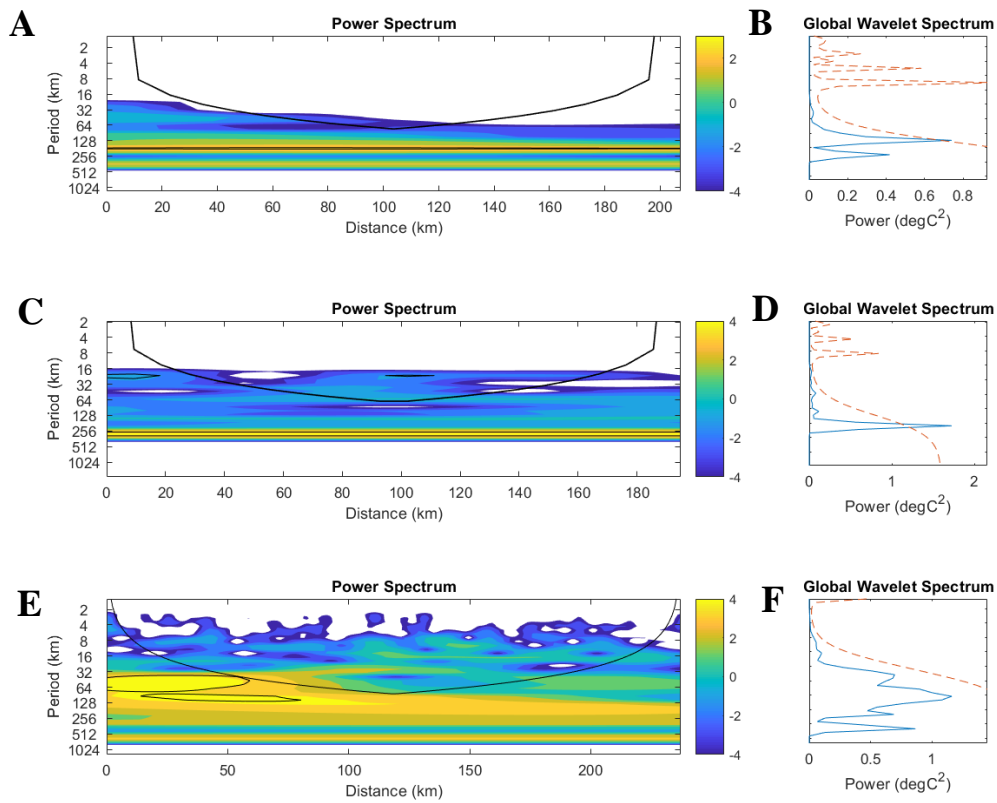 A
Power Spectrum
Period (km)
2
4
8
16
32
64
128
256
512
1024
0 20 40 60 80 100 120 140 160 180 200
Distance (km)
2
0
-2
-4
B
Global Wavelet Spectrum
0 0.2 0.4 0.6 0.8
Power (degC2)
C
Power Spectrum
Period (km)
2
4
8
16
32
64
128
256
512
1024
0 20 40 60 80 100 120 140 160 180
Distance (km)
4
2
0
-2
-4
D
Global Wavelet Spectrum
0 1 2
Power (degC2)
E
Power Spectrum
Period (km)
2
4
8
16
32
64
128
256
512
1024
0 50 100 150 200
Distance (km)
4
2
0
-2
-4
F
Global Wavelet Spectrum
0 0.5 1
Power (degC2)